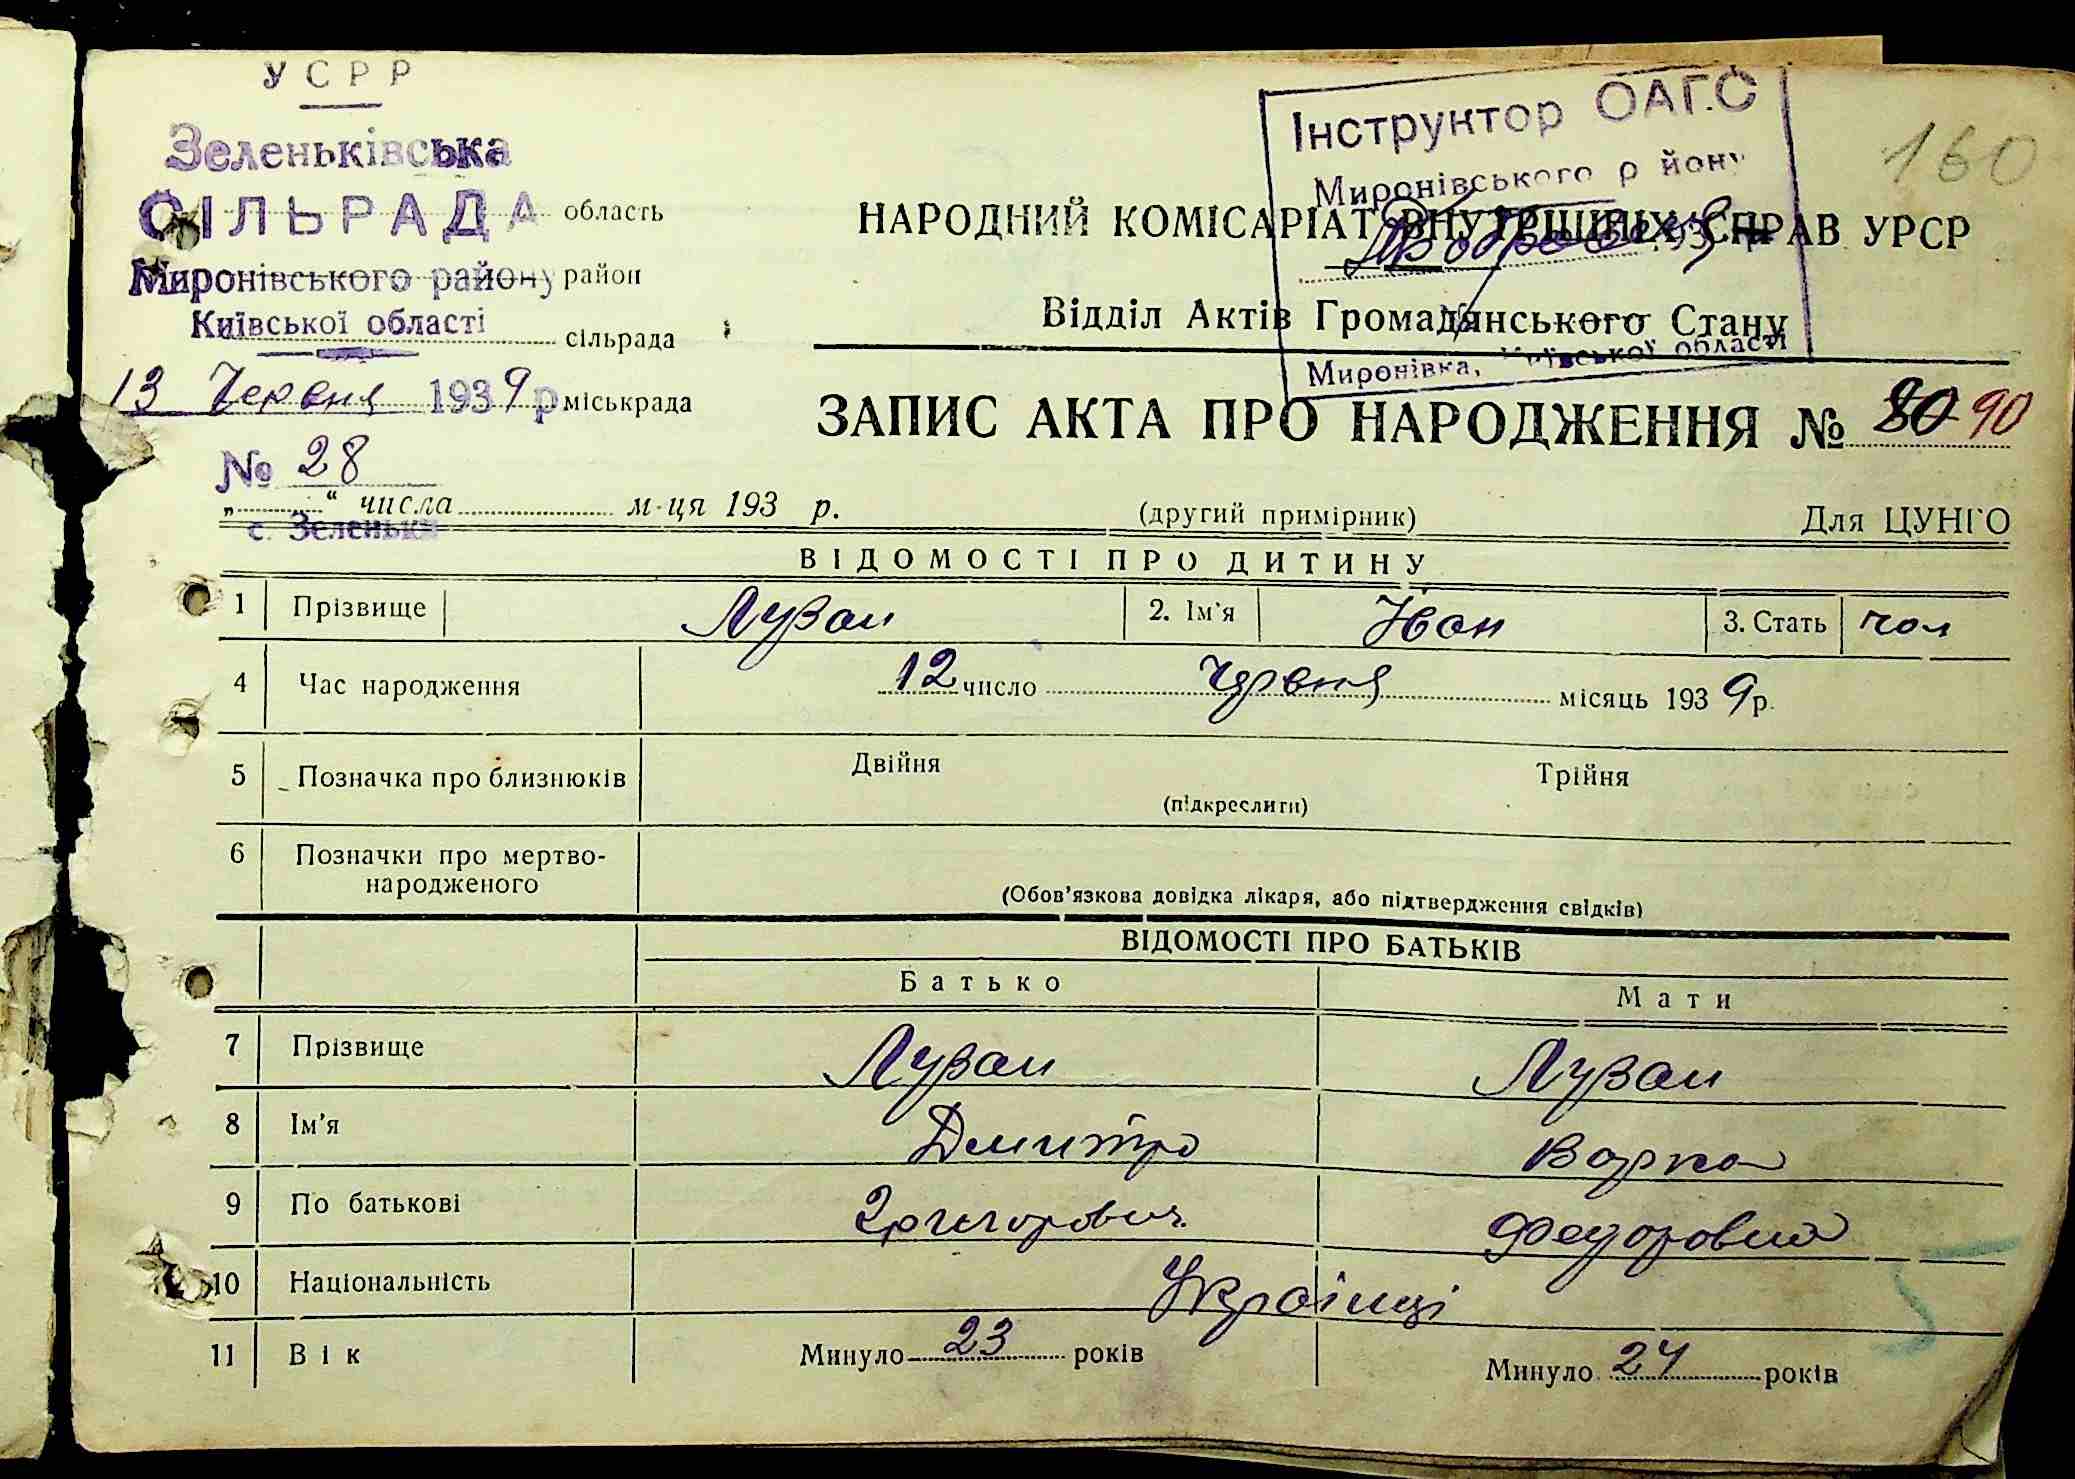 160
УСРР
Зеленьківська
СІЛЬРАДА область
Миронівського району район
Київської області сільрада
13 Червня 1939р міськрада
№ 28
„ “ числа м-ця 193 р.
с. Зеленьки
Інструктор ОАГ.С
Миронівського р йону
Миронівка, Київської області
НАРОДНИЙ КОМІСАРІАТ ВНУТРІШНІХ СПРАВ УРСР
Відділ Актів Громадянського Стану
ЗАПИС АКТА ПРО НАРОДЖЕННЯ № 80 90
(другий примірник) Для ЦУНГО
ВІДОМОСТІ ПРО ДИТИНУ
1 Прізвище Лузан 2. Ім'я Іван 3. Стать чол
4 Час народження 12 число червня місяць 1939р.
5 Позначка про близнюків Двійня Трійня
(підкреслити)
6 Позначки про мертво-
народженого
(Обов'язкова довідка лікаря, або підтвердження свідків)
ВІДОМОСТІ ПРО БАТЬКІВ
Батько Мати
7 Прізвище Лузан Лузан
8 Ім'я Дмитро Варка
9 По батькові Григорович Федоровна
10 Національність Українці
11 Вік Минуло 23 років Минуло 24 років